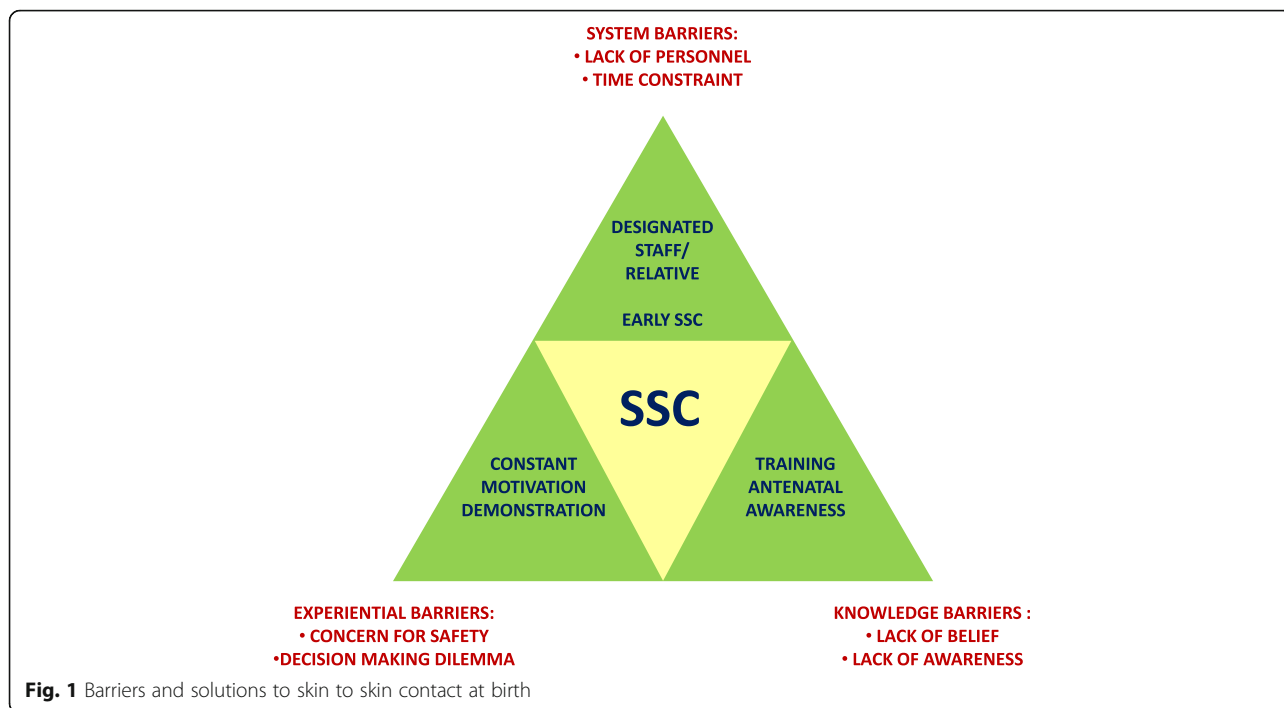 SYSTEM BARRIERS:
• LACK OF PERSONNEL
• TIME CONSTRAINT
DESIGNATED
STAFF/
RELATIVE
EARLY SSC
SSC
CONSTANT
MOTIVATION
DEMONSTRATION
TRAINING
ANTENATAL
AWARENESS
EXPERIENTIAL BARRIERS:
• CONCERN FOR SAFETY
•DECISION MAKING DILEMMA
KNOWLEDGE BARRIERS :
• LACK OF BELIEF
• LACK OF AWARENESS
Fig. 1 Barriers and solutions to skin to skin contact at birth